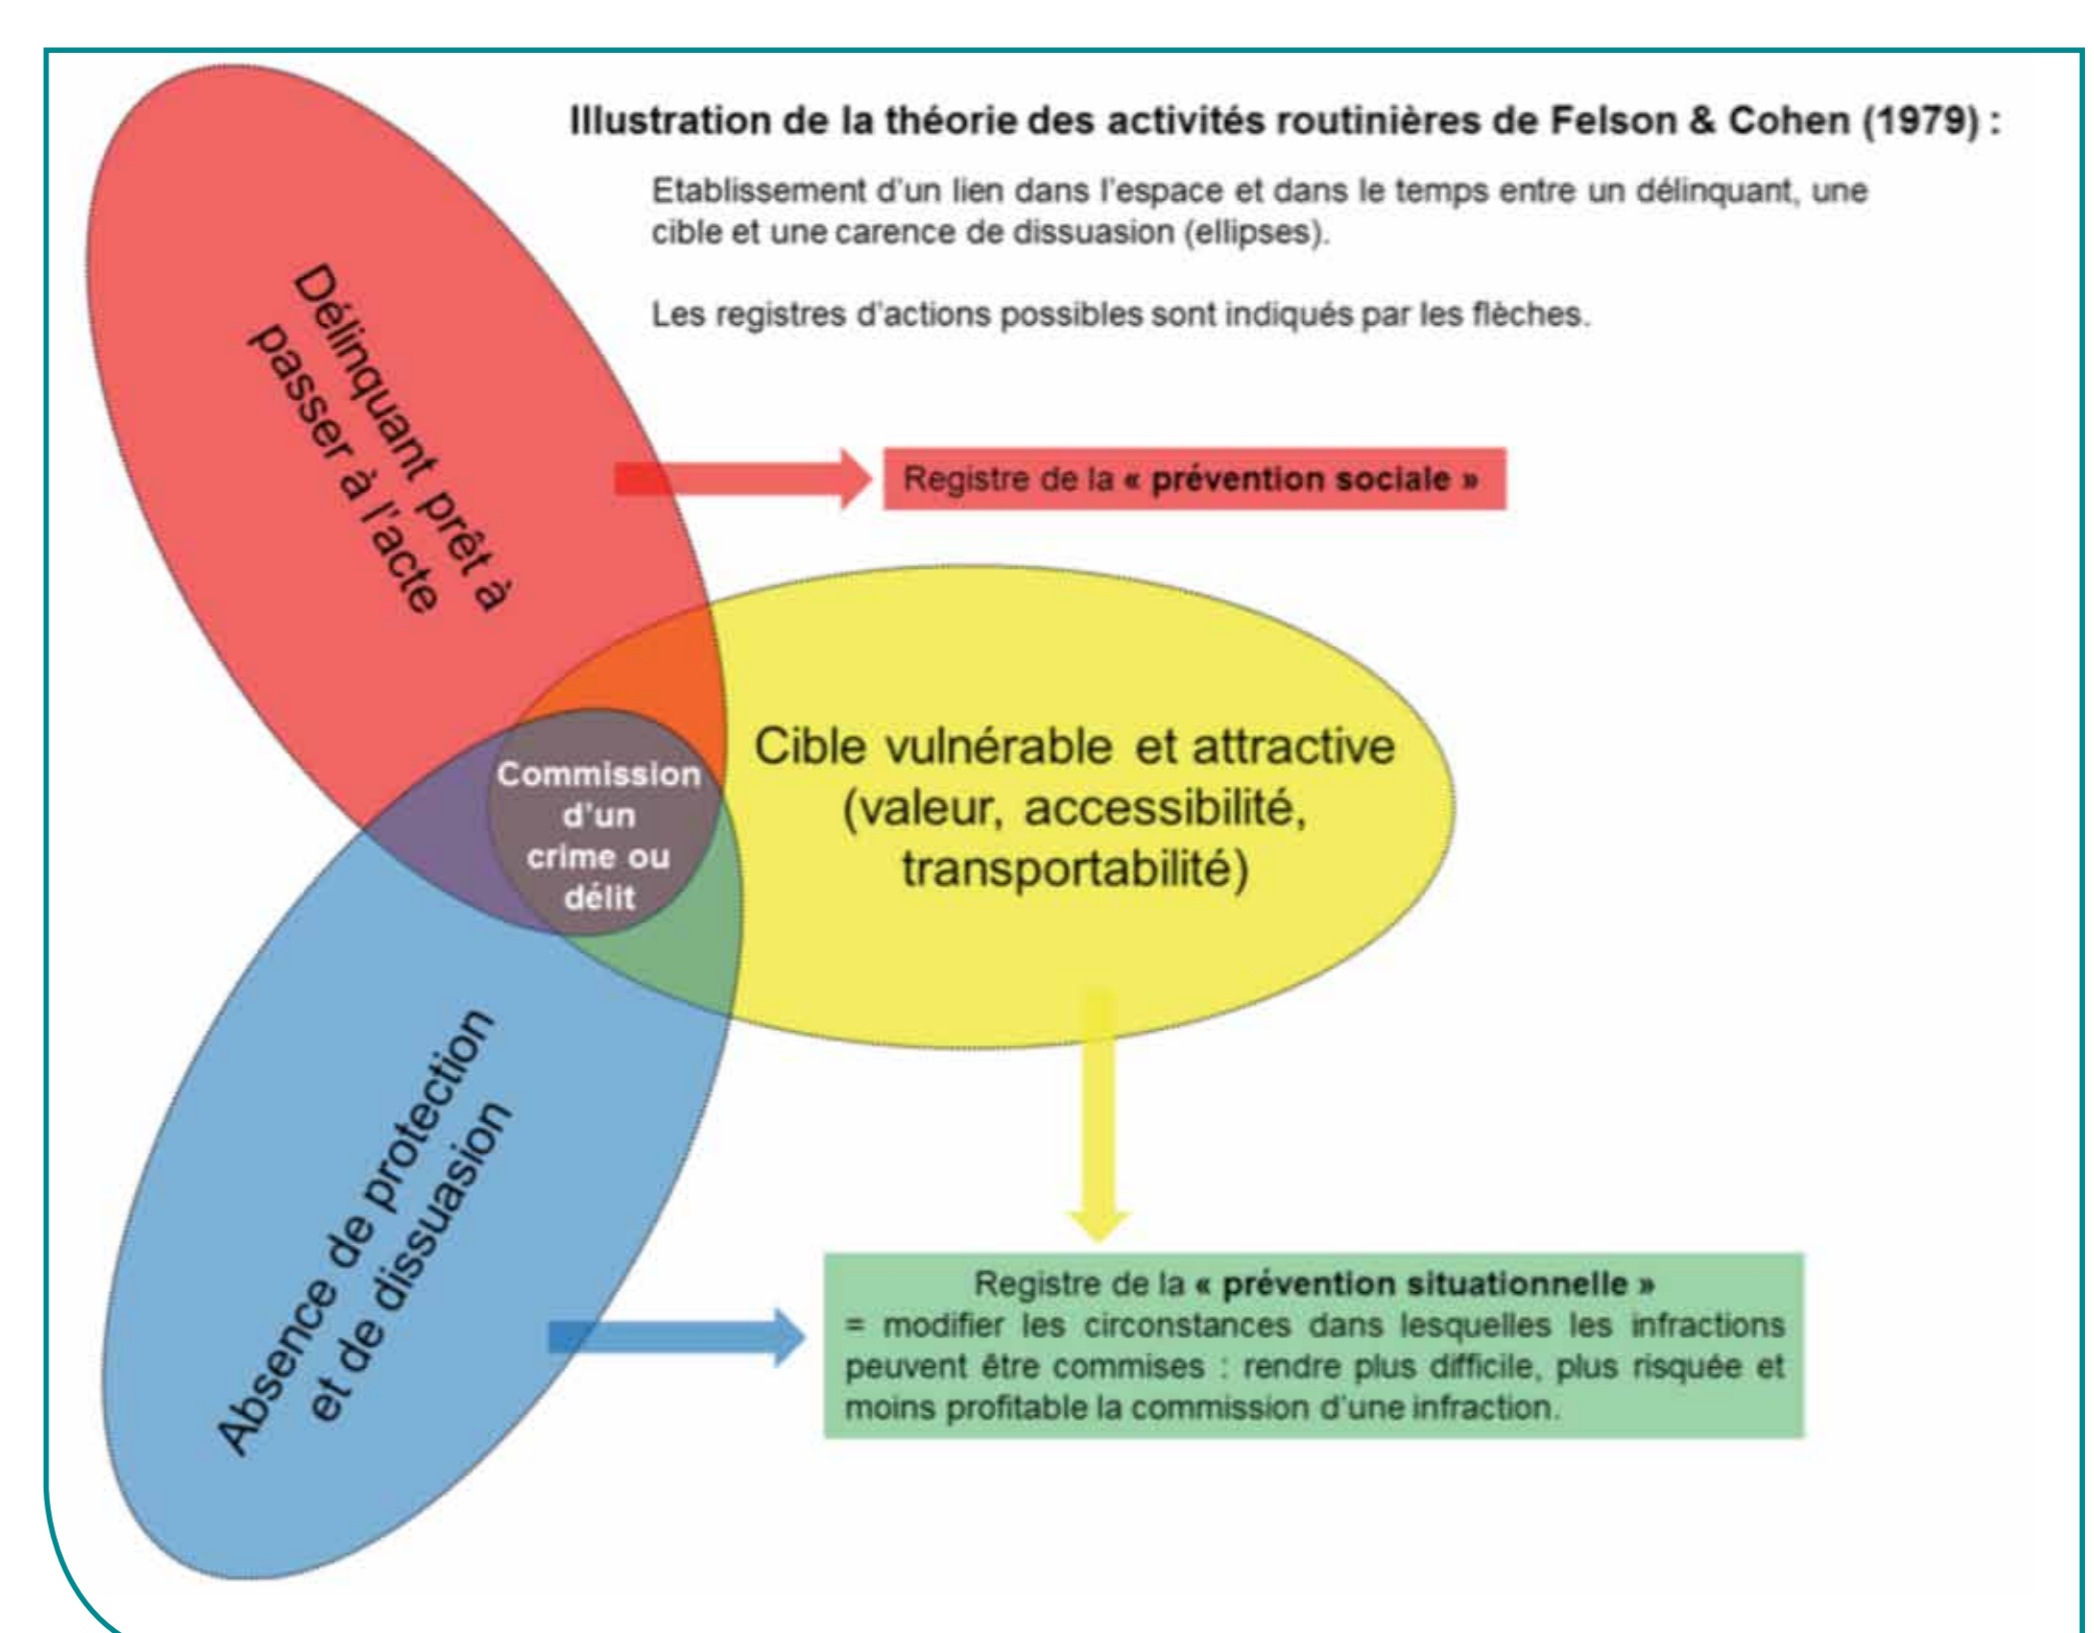 Illustration de la théorie des activités routinières de Felson & Cohen (1979) :
Etablissement d'un lien dans l'espace et dans le temps entre un délinquant, une
cible et une carence de dissuasion (ellipses).
Les registres d'actions possibles sont indiqués par les flèches.
Délinquant prêt à
passer à l'acte
Registre de la « prévention sociale »
Cible vulnérable et attractive
(valeur, accessibilité,
transportabilité)
Commission
d'un
crime ou
délit
Absence de protection
et de dissuasion
Registre de la « prévention situationnelle »
= modifier les circonstances dans lesquelles les infractions
peuvent être commises : rendre plus difficile, plus risquée et
moins profitable la commission d'une infraction.